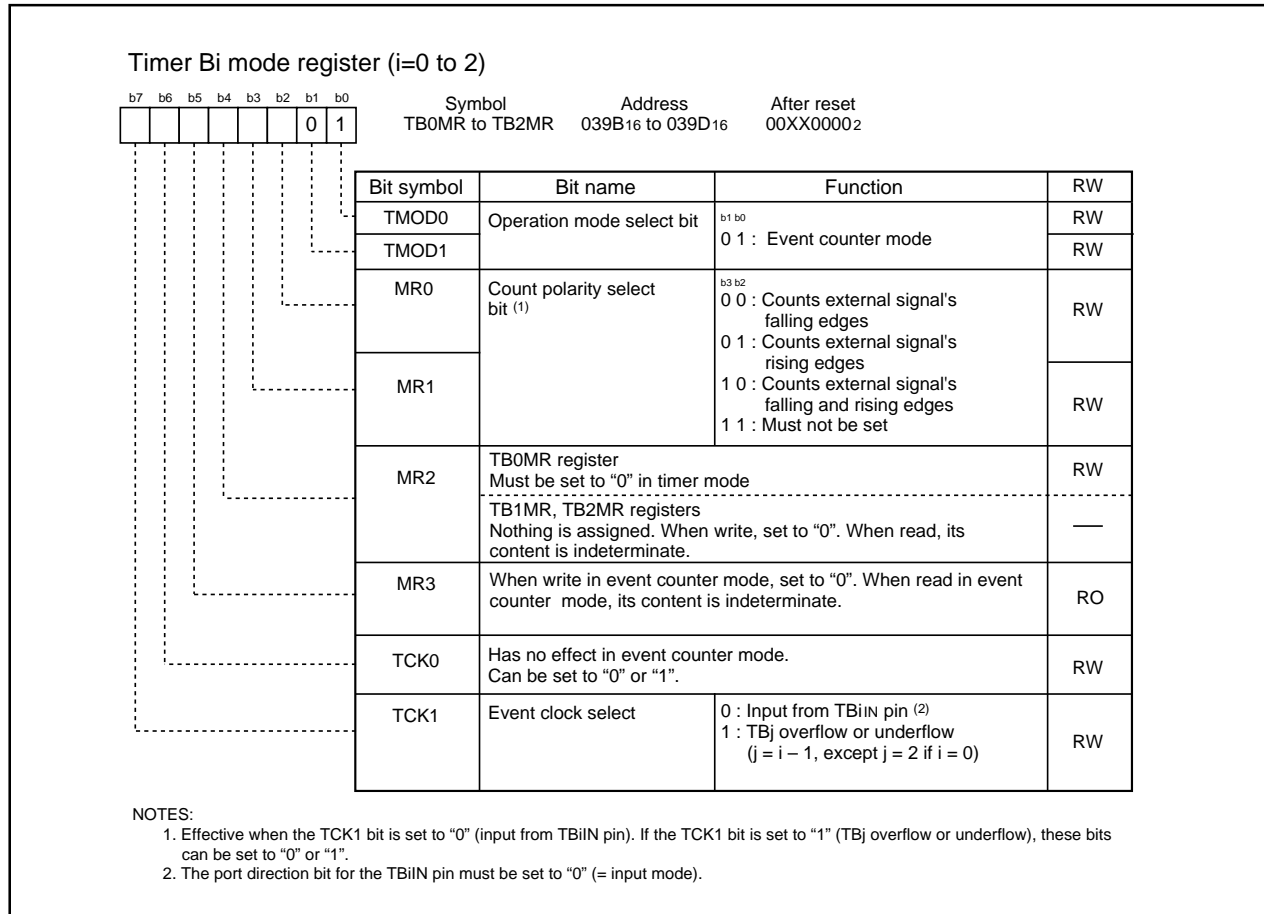 Timer Bi mode register (i=0 to 2)
b7 b6 b5 b4 b3 b2 b1 b0
0 1
Symbol Address After reset
TB0MR to TB2MR 039B16 to 039D16 00XX00002
Bit symbol Bit name Function RW
TMOD0 Operation mode select bit b1 b0 RW
0 1 : Event counter mode
TMOD1 RW
MR0 Count polarity select b3 b2
bit (1) 0 0 : Counts external signal's RW
falling edges
0 1 : Counts external signal's
rising edges
MR1 1 0 : Counts external signal's
falling and rising edges RW
1 1 : Must not be set
MR2 TB0MR register RW
Must be set to “0” in timer mode
TB1MR, TB2MR registers
Nothing is assigned. When write, set to “0”. When read, its —
content is indeterminate.
MR3 When write in event counter mode, set to “0”. When read in event
counter mode, its content is indeterminate. RO
TCK0 Has no effect in event counter mode. RW
Can be set to “0” or “1”.
TCK1 Event clock select 0 : Input from TBiIN pin (2)
1 : TBj overflow or underflow RW
(j = i – 1, except j = 2 if i = 0)
NOTES:
1. Effective when the TCK1 bit is set to “0” (input from TBiIN pin). If the TCK1 bit is set to “1” (TBj overflow or underflow), these bits
can be set to “0” or “1”.
2. The port direction bit for the TBiIN pin must be set to “0” (= input mode).